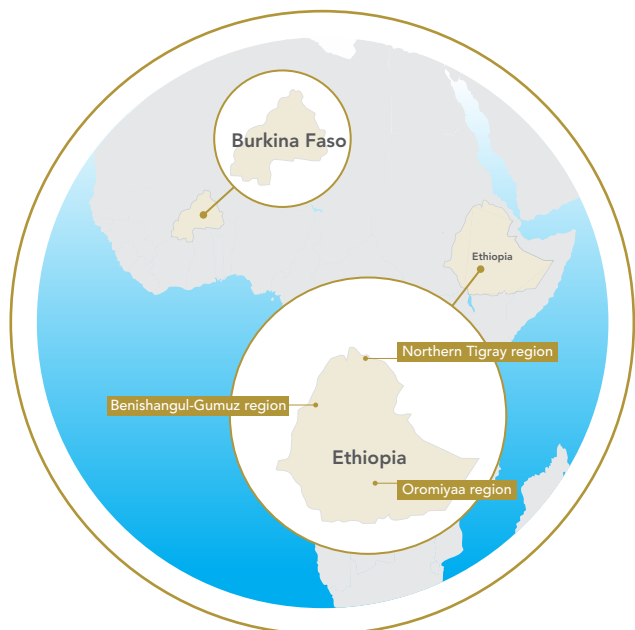 Burkina Faso
Ethiopia
Northern Tigray region
Benishangul-Gumuz region
Ethiopia
Oromiyaa region